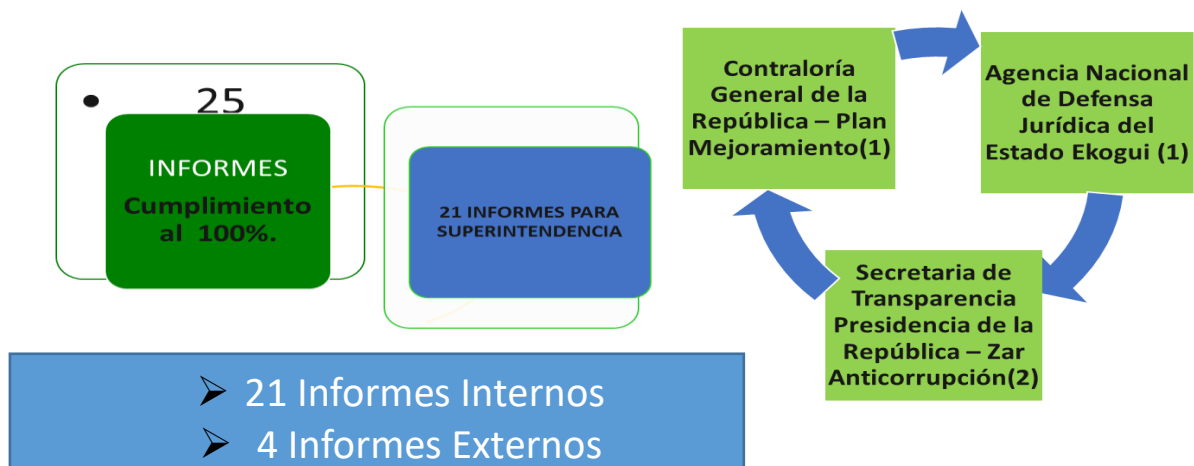 • 25
INFORMES
Cumplimiento
al 100%.
21 INFORMES PARA
SUPERINTENDENCIA
➢ 21 Informes Internos
➢ 4 Informes Externos
Contraloría
General de la
República – Plan
Mejoramiento(1)
Agencia Nacional
de Defensa
Jurídica del
Estado Ekogui (1)
Secretaria de
Transparencia
Presidencia de la
República – Zar
Anticorrupción(2)